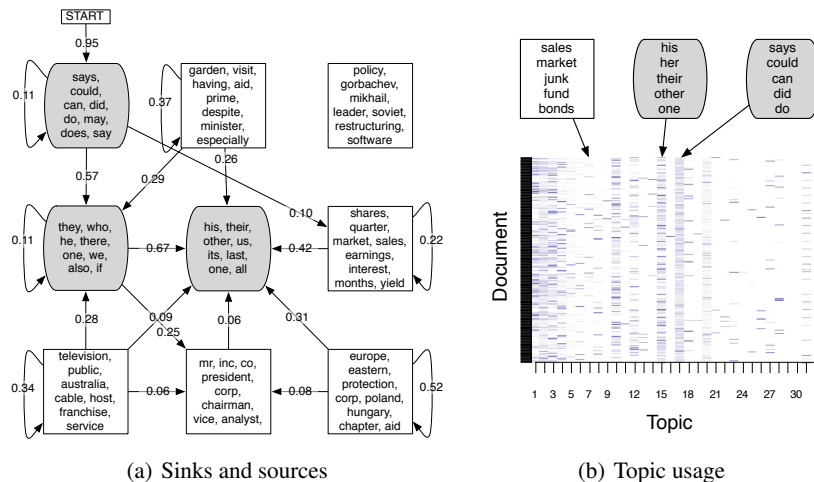 START
0.95
says,
could,
can, did,
do, may,
does, say
0.11
garden, visit,
having, aid,
prime,
despite,
minister,
especially
0.37
policy,
gorbachev,
mikhail,
leader, soviet,
restructuring,
software
0.57
0.29
0.26
0.10
they, who,
he, there,
one, we,
also, if
0.11
0.67
his, their,
other, us,
its, last,
one, all
0.42
shares,
quarter,
market, sales,
earnings,
interest,
months, yield
0.22
0.28
0.09
0.25
0.06
0.31
television,
public,
australia,
cable, host,
franchise,
service
0.34
0.06
mr, inc, co,
president,
corp,
chairman,
vice, analyst,
0.08
europe,
eastern,
protection,
corp, poland,
hungary,
chapter, aid
0.52
(a) Sinks and sources
sales
market
junk
fund
bonds
his
her
their
other
one
says
could
can
did
do
Document
1 3 5 7 9 12 15 18 21 24 27 30
Topic
(b) Topic usage